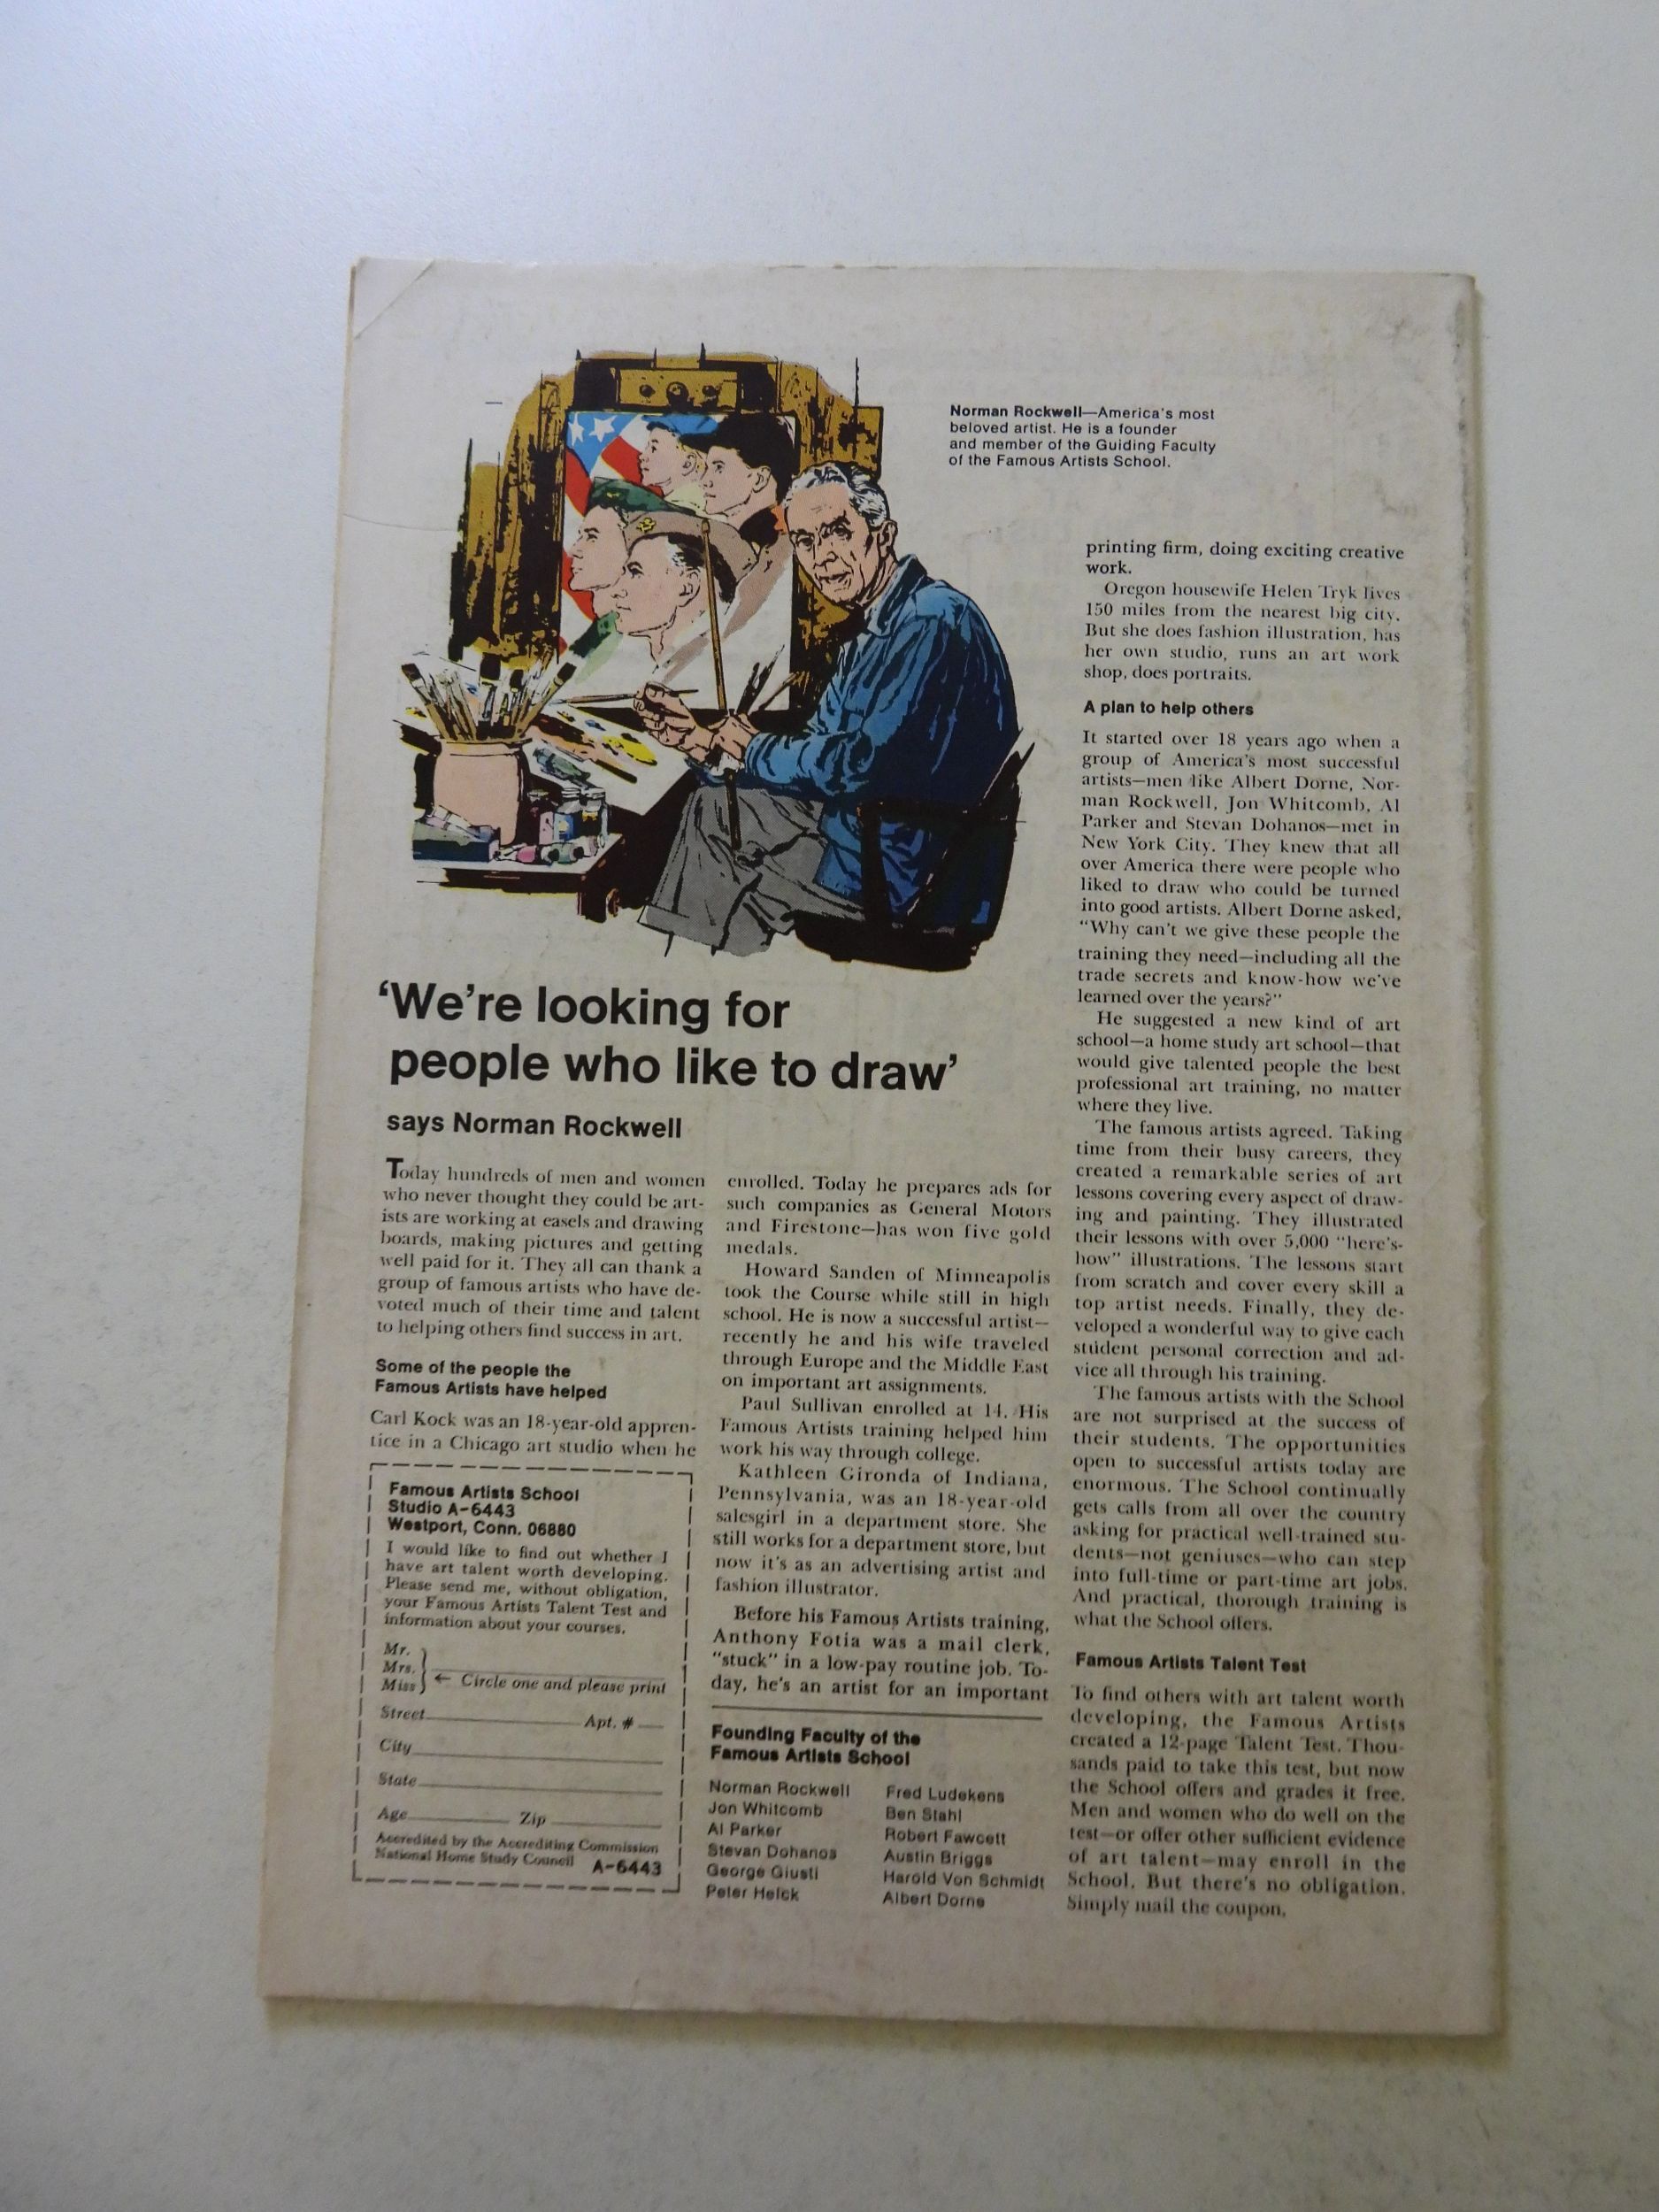 Norman Rockwell—America's most
beloved artist. He is a founder
and member of the Guiding Faculty
of the Famous Artists School.
'We're looking for
people who like to draw'
says Norman Rockwell
Today hundreds of men and women
who never thought they could be art-
ists are working at easels and drawing
boards, making pictures and getting
well paid for it. They all can thank a
group of famous artists who have de-
voted much of their time and talent
to helping others find success in art.
Some of the people the
Famous Artists have helped
Carl Kock was an 18-year-old appren-
tice in a Chicago art studio when he
enrolled. Today he prepares ads for
such companies as General Motors
and Firestone—has won five gold
medals.
Howard Sanden of Minneapolis
took the Course while still in high
school. He is now a successful artist—
recently he and his wife traveled
through Europe and the Middle East
on important art assignments.
Paul Sullivan enrolled at 14. His
Famous Artists training helped him
work his way through college.
Kathleen Gironda of Indiana,
Pennsylvania, was an 18-year-old
salesgirl in a department store. She
still works for a department store, but
now it's as an advertising artist and
fashion illustrator.
Before his Famous Artists training,
Anthony Fotia was a mail clerk,
"stuck" in a low-pay routine job. To-
day, he's an artist for an important
printing firm, doing exciting creative
work.
Oregon housewife Helen Tryk lives
150 miles from the nearest big city.
But she does fashion illustration, has
her own studio, runs an art work
shop, does portraits.
A plan to help others
It started over 18 years ago when a
group of America's most successful
artists—men like Albert Dorne, Nor-
man Rockwell, Jon Whitcomb, Al
Parker and Stevan Dohanos—met in
New York City. They knew that all
over America there were people who
liked to draw who could be turned
into good artists. Albert Dorne asked,
"Why can't we give these people the
training they need—including all the
trade secrets and know-how we've
learned over the years?"
He suggested a new kind of art
school—a home study art school—that
would give talented people the best
professional art training, no matter
where they live.
The famous artists agreed. Taking
time from their busy careers, they
created a remarkable series of art
lessons covering every aspect of draw-
ing and painting. They illustrated
their lessons with over 5,000 "here's-
how" illustrations. The lessons start
from scratch and cover every skill a
top artist needs. Finally, they de-
veloped a wonderful way to give each
student personal correction and ad-
vice all through his training.
The famous artists with the School
are not surprised at the success of
their students. The opportunities
open to successful artists today are
enormous. The School continually
gets calls from all over the country
asking for practical well-trained stu-
dents—not geniuses—who can step
into full-time or part-time art jobs.
And practical, thorough training is
what the School offers.
Famous Artists Talent Test
To find others with art talent worth
developing, the Famous Artists
created a 12-page Talent Test. Thou-
sands paid to take this test, but now
the School offers and grades it free.
Men and women who do well on the
test—or offer other sufficient evidence
of art talent—may enroll in the
School. But there's no obligation.
Simply mail the coupon.
Famous Artists School
Studio A-6443
Westport, Conn. 06880
I would like to find out whether I
have art talent worth developing.
Please send me, without obligation,
your Famous Artists Talent Test and
information about your courses.
Mr.
Mrs.
Miss
← Circle one and please print
Street Apt. #
City
State
Age Zip
Accredited by the Accrediting Commission
National Home Study Council A-6443
Founding Faculty of the
Famous Artists School
Norman Rockwell
Jon Whitcomb
Al Parker
Stevan Dohanos
George Giusti
Peter Helck
Fred Ludekens
Ben Stahl
Robert Fawcett
Austin Briggs
Harold Von Schmidt
Albert Dorne